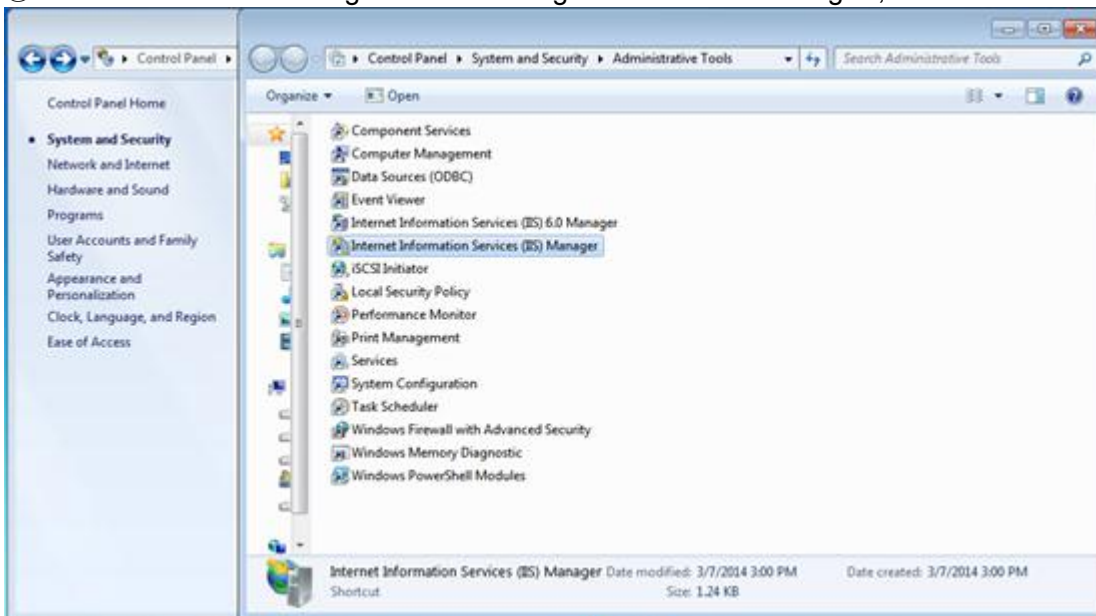 Control Panel
Control Panel Home
System and Security
Network and Internet
Hardware and Sound
Programs
User Accounts and Family
Safety
Appearance and
Personalization
Clock, Language, and Region
Ease of Access
Control Panel System and Security Administrative Tools
Search Administrative Tools
Organize Open
Component Services
Computer Management
Data Sources (ODBC)
Event Viewer
Internet Information Services (IIS) 6.0 Manager
Internet Information Services (IIS) Manager
iSCSI Initiator
Local Security Policy
Performance Monitor
Print Management
Services
System Configuration
Task Scheduler
Windows Firewall with Advanced Security
Windows Memory Diagnostic
Windows PowerShell Modules
Internet Information Services (IIS) Manager Date modified: 3/7/2014 3:00 PM Date created: 3/7/2014 3:00 PM
Shortcut Size: 1.24 KB